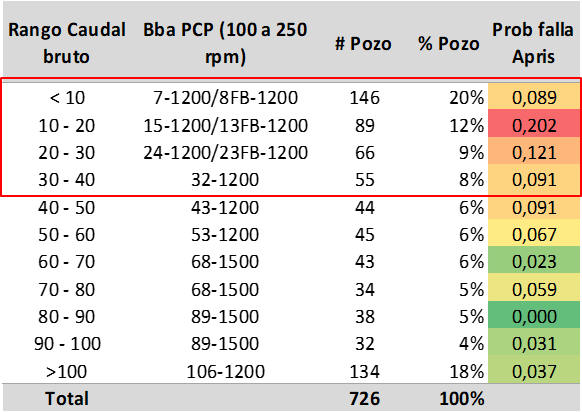 Rango Caudal bruto Bba PCP (100 a 250 rpm) # Pozo % Pozo Prob falla Apris
< 10 7-1200/8FB-1200 146 20% 0,089
10 - 20 15-1200/13FB-1200 89 12% 0,202
20 - 30 24-1200/23FB-1200 66 9% 0,121
30 - 40 32-1200 55 8% 0,091
40 - 50 43-1200 44 6% 0,091
50 - 60 53-1200 45 6% 0,067
60 - 70 68-1500 43 6% 0,023
70 - 80 68-1500 34 5% 0,059
80 - 90 89-1500 38 5% 0,000
90 - 100 89-1500 32 4% 0,031
>100 106-1200 134 18% 0,037
Total 726 100%